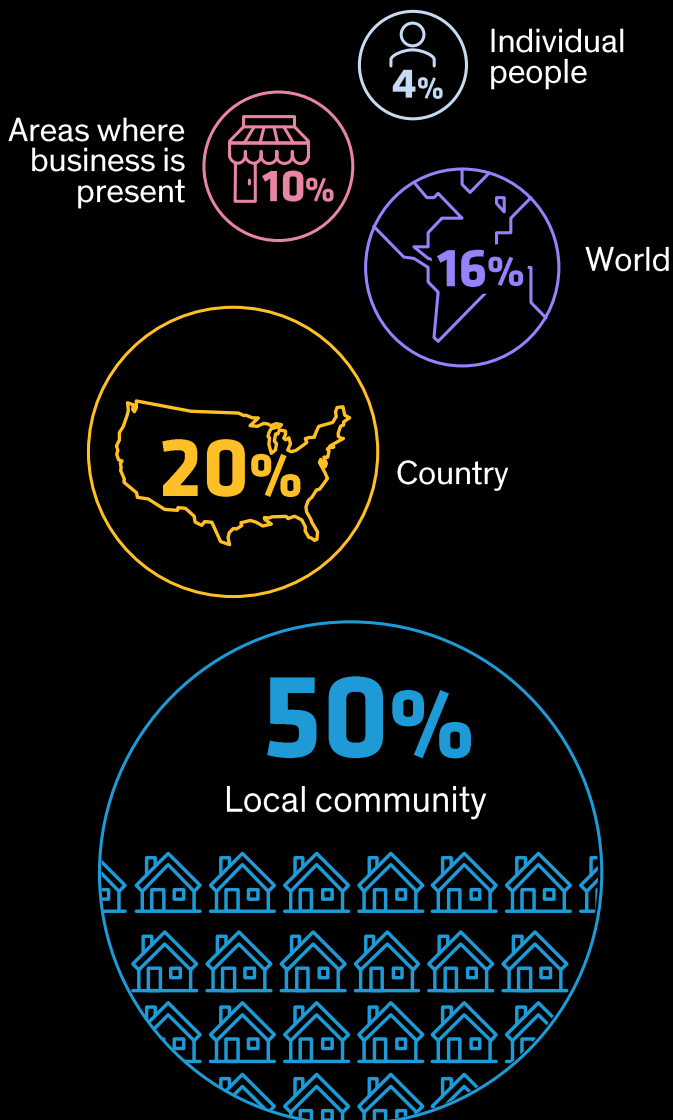 Individual
people
4%
Areas where
business is
present
10%
World
16%
20%
Country
50%
Local community